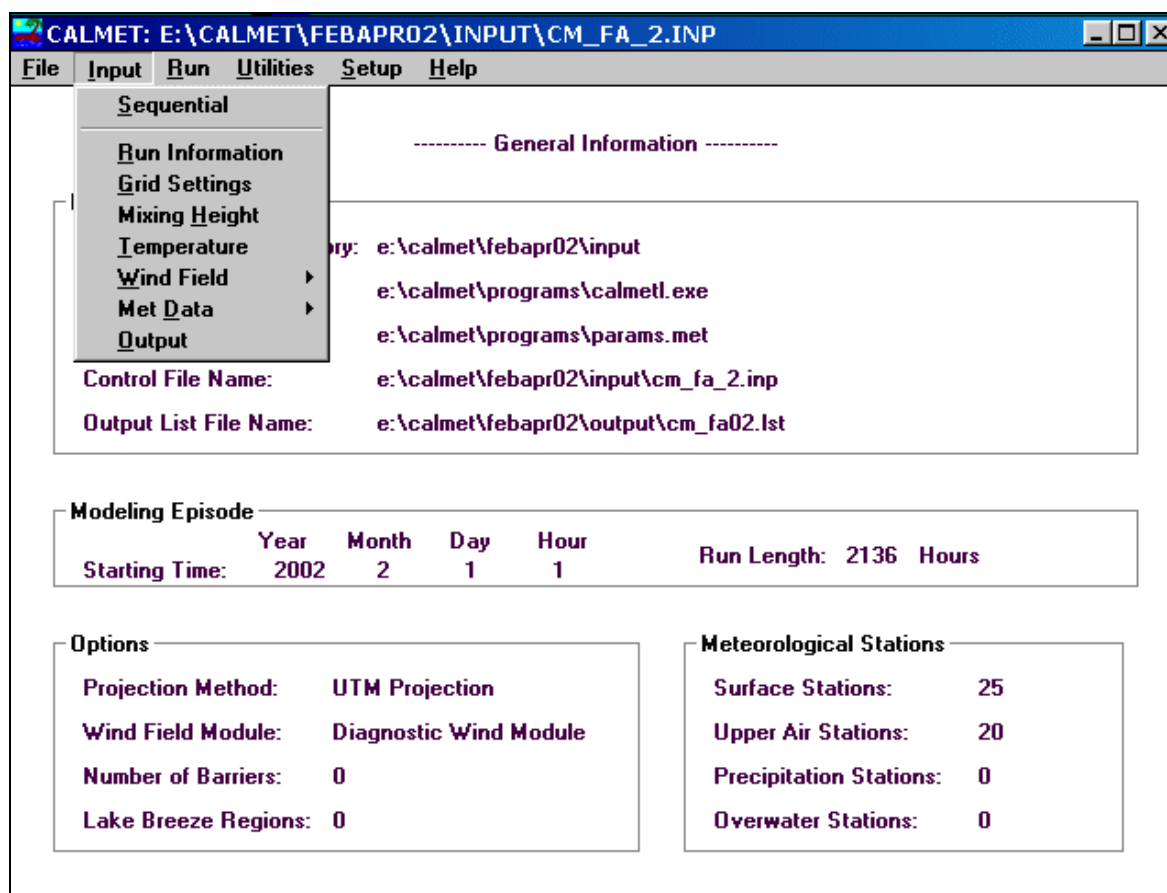 CALMET: E:\CALMET\FEBAPR02\INPUT\CM_FA_2.INP
File Input Run Utilities Setup Help
Sequential
Run Information
Grid Settings
Mixing Height
Temperature
Wind Field
Met Data
Output
---------- General Information ----------
e:\calmet\febapr02\input
e:\calmet\programs\calmetl.exe
e:\calmet\programs\params.met
Control File Name: e:\calmet\febapr02\input\cm_fa_2.inp
Output List File Name: e:\calmet\febapr02\output\cm_fa02.lst
Modeling Episode
Year Month Day Hour
Starting Time: 2002 2 1 1
Run Length: 2136 Hours
Options
Projection Method: UTM Projection
Wind Field Module: Diagnostic Wind Module
Number of Barriers: 0
Lake Breeze Regions: 0
Meteorological Stations
Surface Stations: 25
Upper Air Stations: 20
Precipitation Stations: 0
Overwater Stations: 0